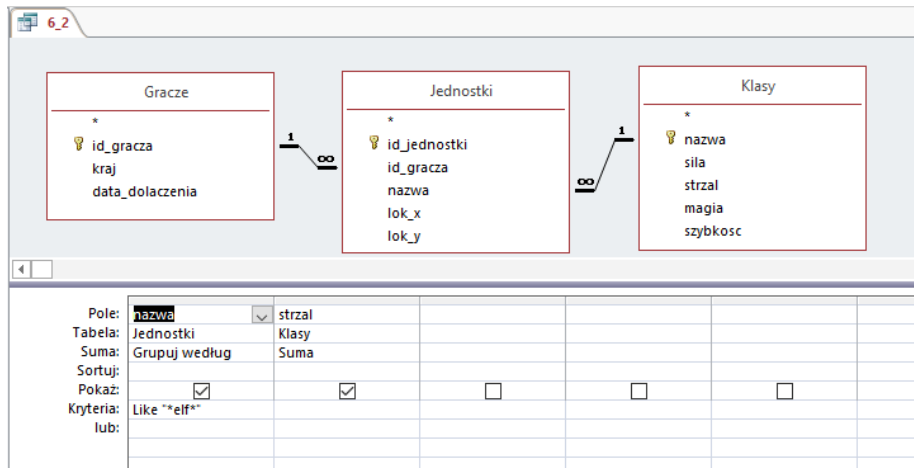 6_2
Gracze
*
id_gracza
kraj
data_dolaczenia
1
∞
Jednostki
*
id_jednostki
id_gracza
nazwa
lok_x
lok_y
∞
1
Klasy
*
nazwa
sila
strzal
magia
szybkosc
Pole: nazwa strzal
Tabela: Jednostki Klasy
Suma: Grupuj według Suma
Sortuj:
Pokaż:
Kryteria: Like "*elf*"
lub: